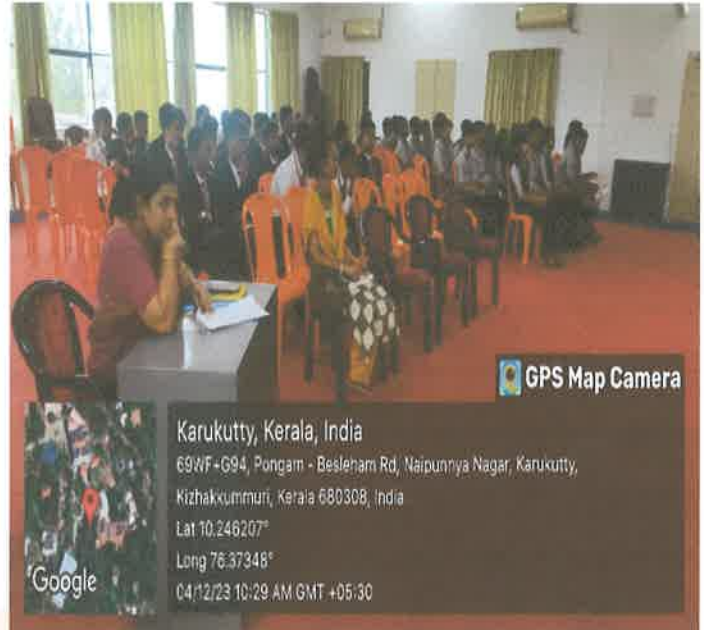 GPS Map Camera
Karukutty, Kerala, India
69WF+G94, Pongam - Besleham Rd, Naipunnya Nagar, Karukutty,
Kizhakkummuri, Kerala 680308, India
Lat 10.246207°
Long 76.37348°
04/12/23 10:29 AM GMT +05:30
Google